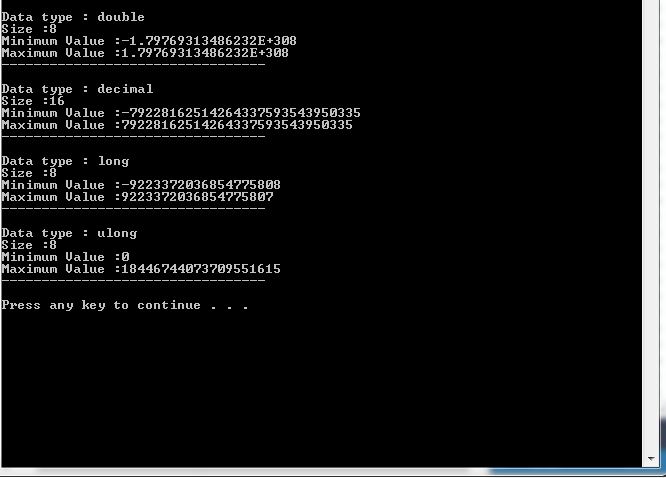 Data type : double
Size :8
Minimum Value :-1.79769313486232E+308
Maximum Value :1.79769313486232E+308
---------------------------------
Data type : decimal
Size :16
Minimum Value :-79228162514264337593543950335
Maximum Value :79228162514264337593543950335
---------------------------------
Data type : long
Size :8
Minimum Value :-9223372036854775808
Maximum Value :9223372036854775807
---------------------------------
Data type : ulong
Size :8
Minimum Value :0
Maximum Value :18446744073709551615
---------------------------------
Press any key to continue . . .